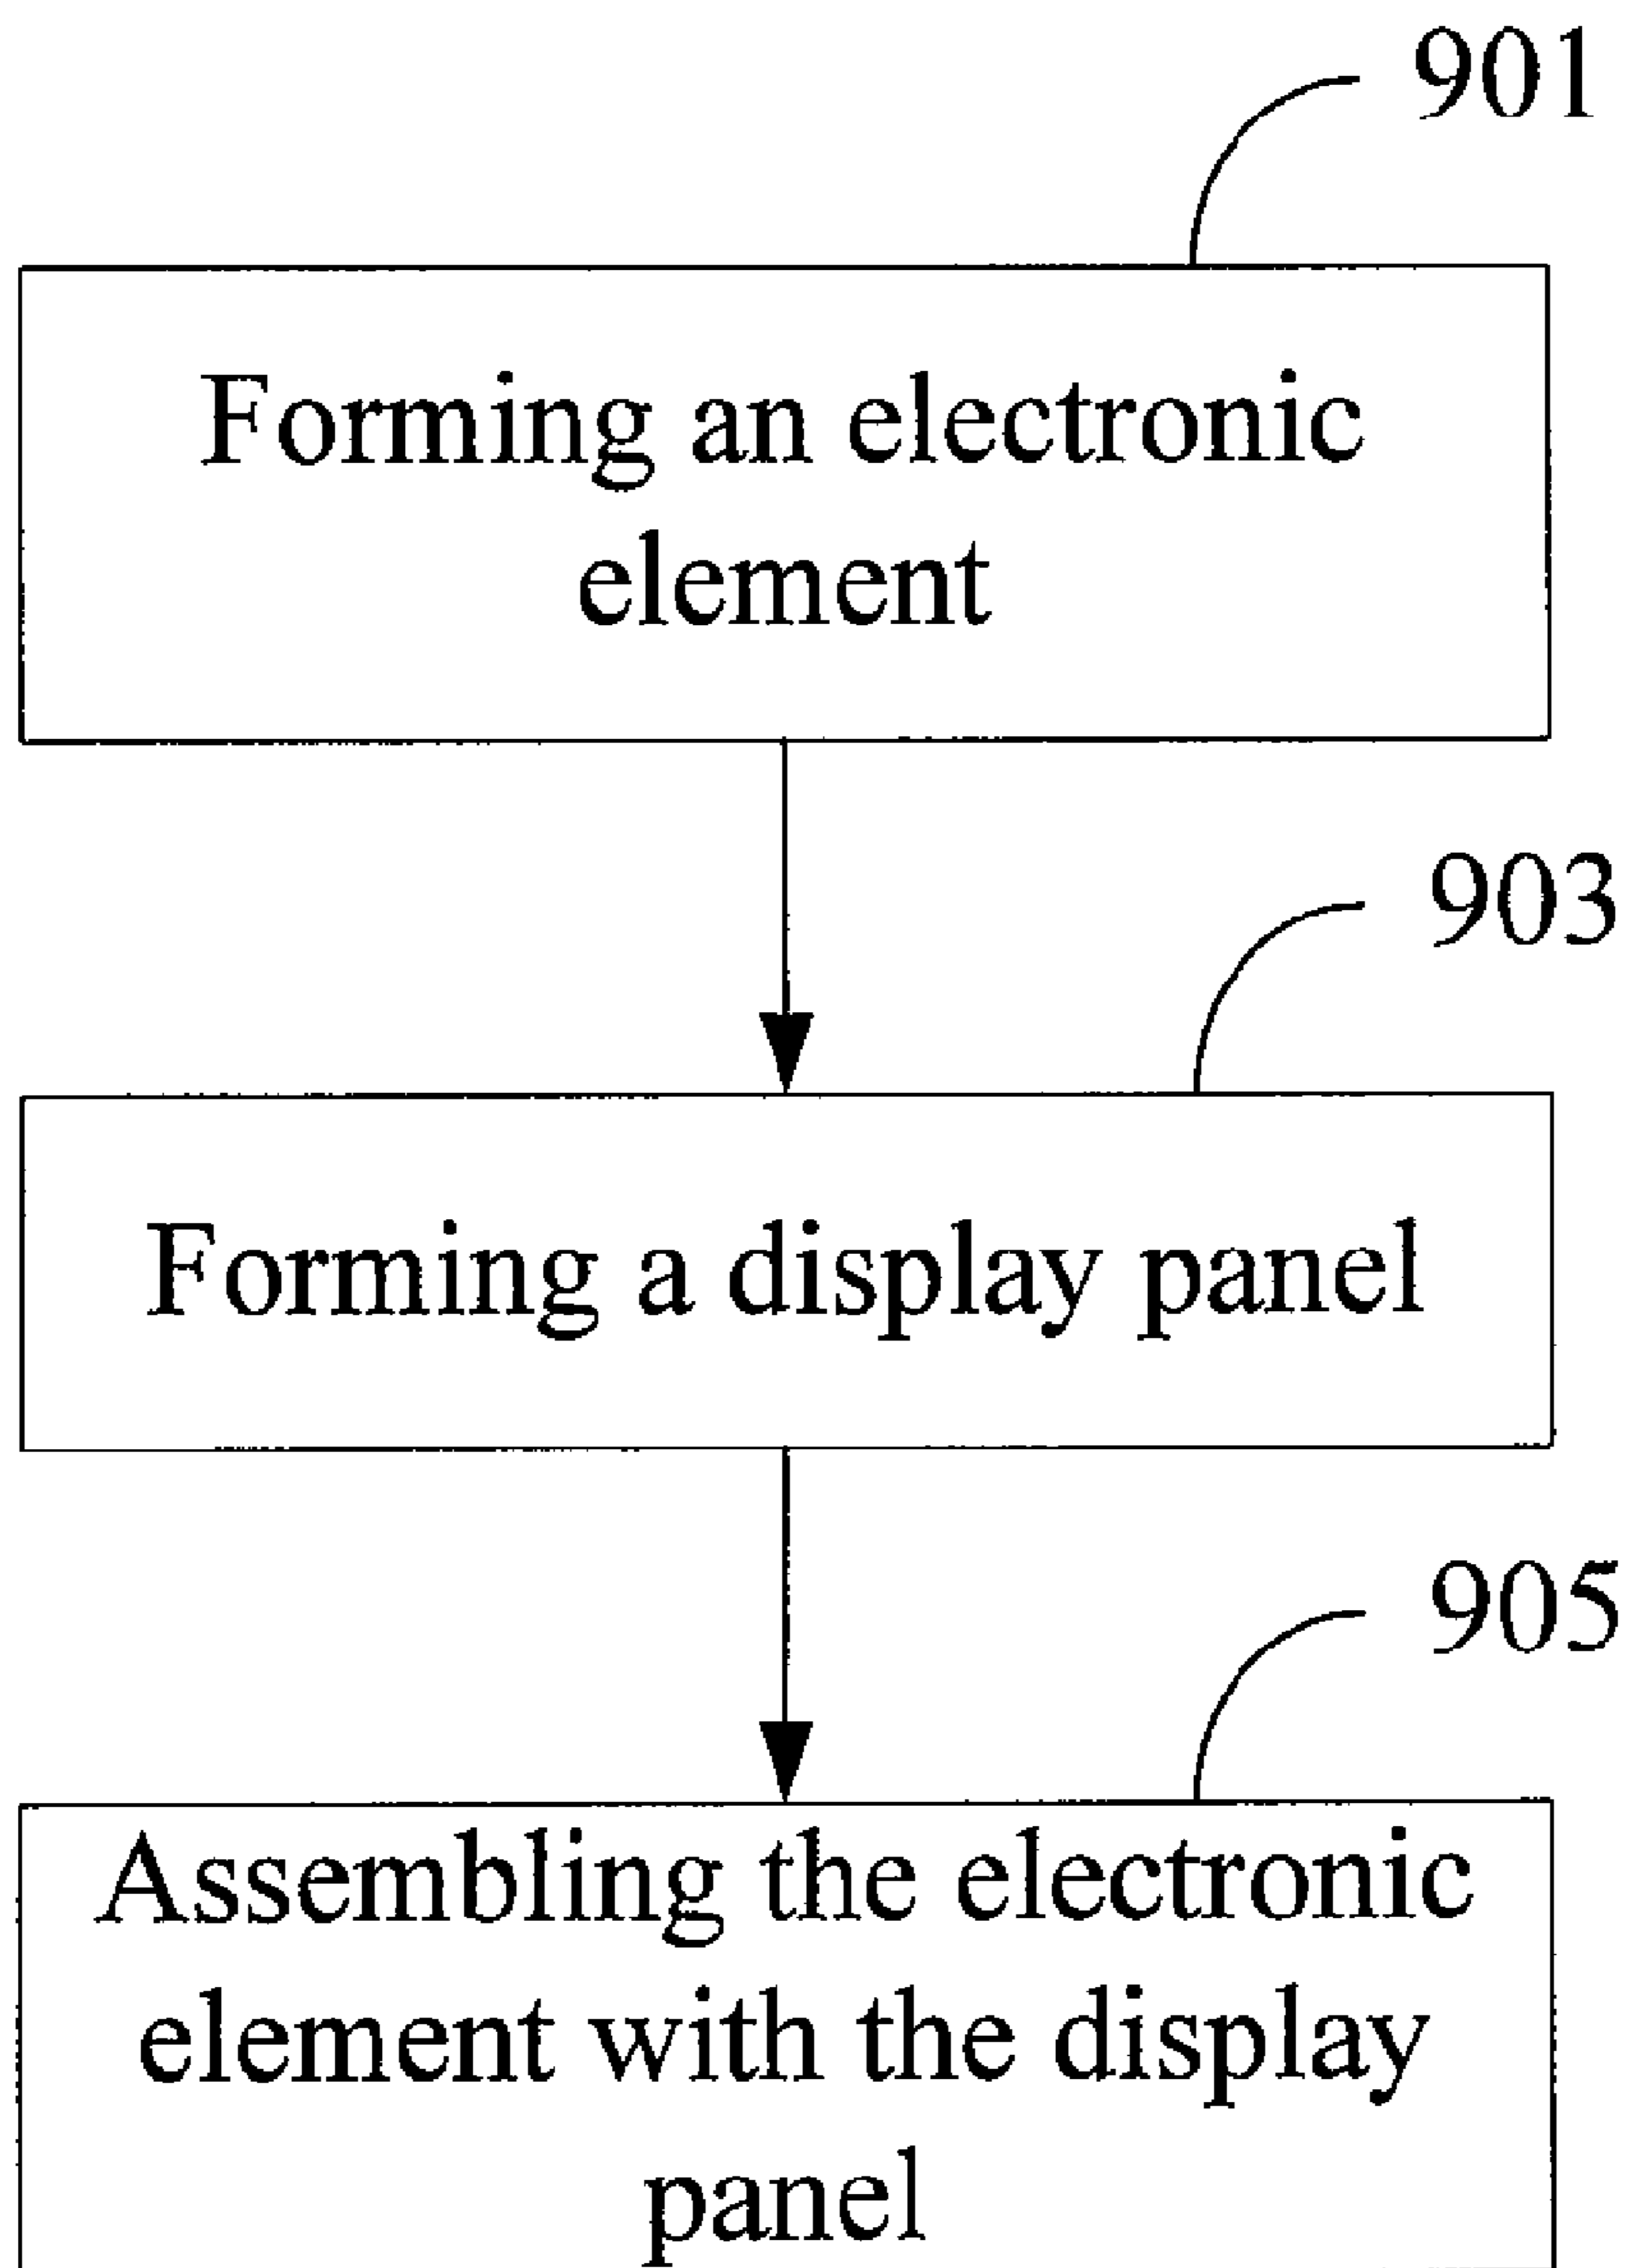 901
Forming an electronic
element
903
Forming a display panel
905
Assembling the electronic
element with the display
panel